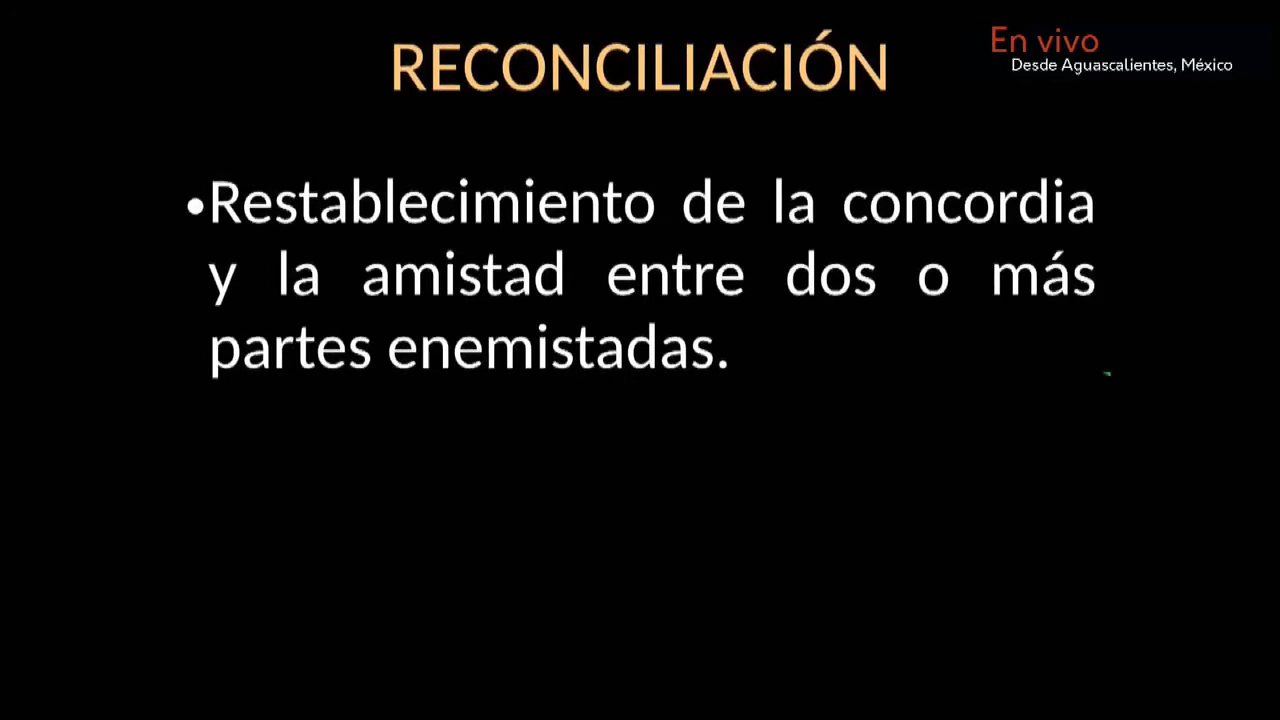 RECONCILIACIÓN
En vivo
Desde Aguascalientes, México
•Restablecimiento de la concordia
y la amistad entre dos o más
partes enemistadas.